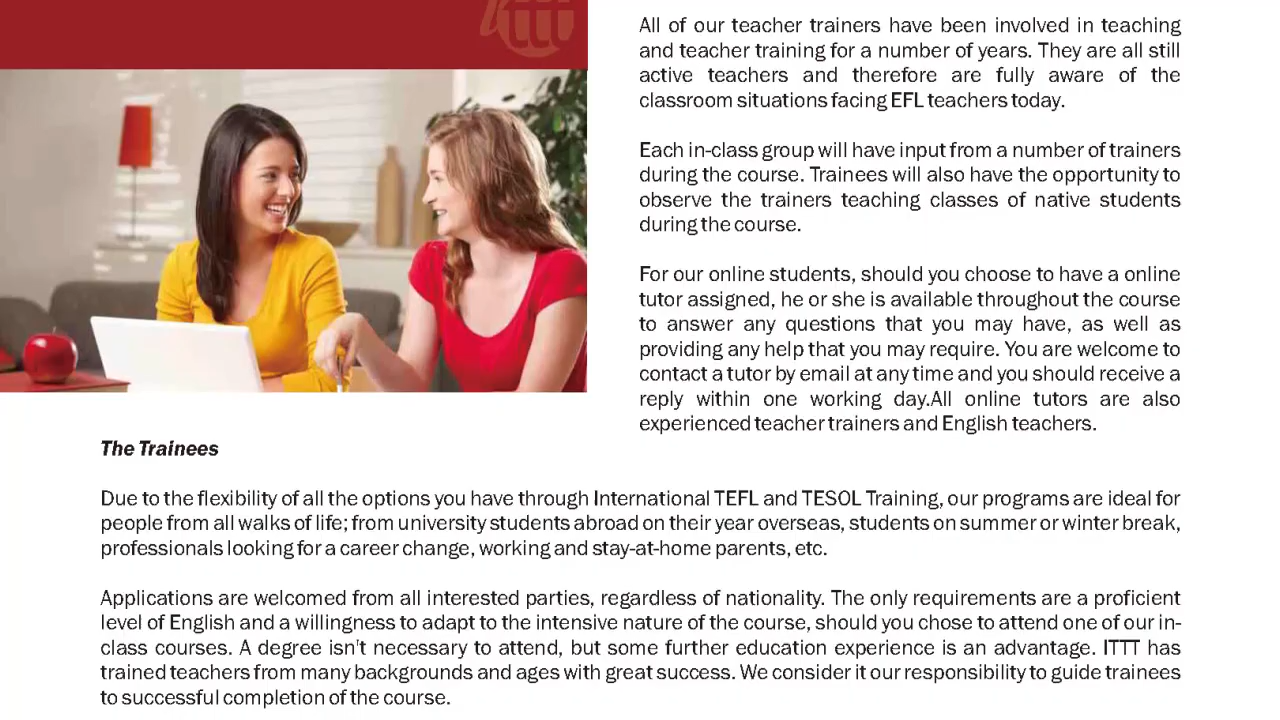 All of our teacher trainers have been involved in teaching
and teacher training for a number of years. They are all still
active teachers and therefore are fully aware of the
classroom situations facing EFL teachers today.
Each in-class group will have input from a number of trainers
during the course. Trainees will also have the opportunity to
observe the trainers teaching classes of native students
during the course.
For our online students, should you choose to have a online
tutor assigned, he or she is available throughout the course
to answer any questions that you may have, as well as
providing any help that you may require. You are welcome to
contact a tutor by email at any time and you should receive a
reply within one working day.All online tutors are also
experienced teacher trainers and English teachers.
The Trainees
Due to the flexibility of all the options you have through International TEFL and TESOL Training, our programs are ideal for
people from all walks of life; from university students abroad on their year overseas, students on summer or winter break,
professionals looking for a career change, working and stay-at-home parents, etc.
Applications are welcomed from all interested parties, regardless of nationality. The only requirements are a proficient
level of English and a willingness to adapt to the intensive nature of the course, should you chose to attend one of our in-
class courses. A degree isn't necessary to attend, but some further education experience is an advantage. ITTT has
trained teachers from many backgrounds and ages with great success. We consider it our responsibility to guide trainees
to successful completion of the course.